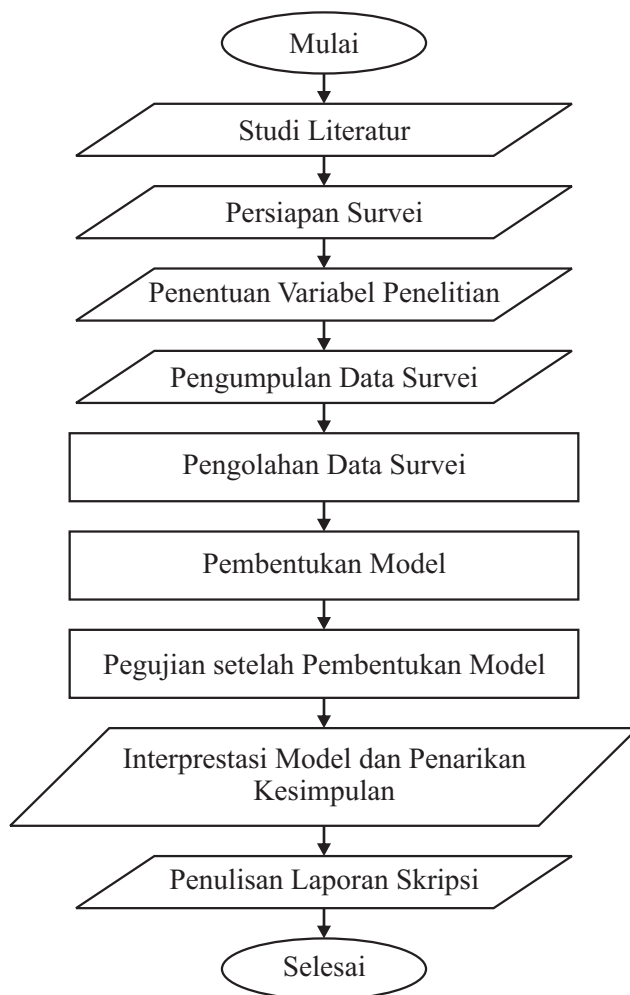 Mulai
Studi Literatur
Persiapan Survei
Penentuan Variabel Penelitian
Pengumpulan Data Survei
Pengolahan Data Survei
Pembentukan Model
Pegujian setelah Pembentukan Model
Interprestasi Model dan Penarikan
Kesimpulan
Penulisan Laporan Skripsi
Selesai